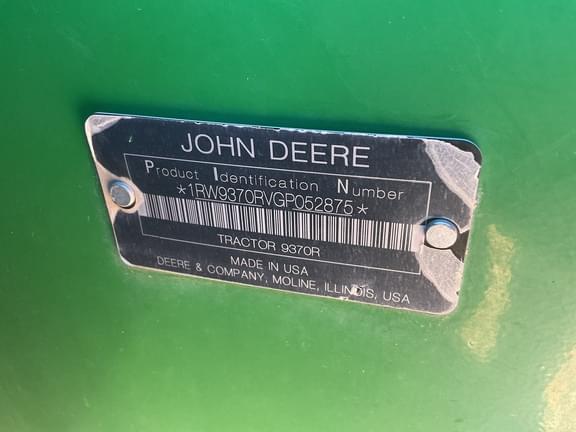 JOHN DEERE
Product Identification Number
*1RW9370RVGP052875*
TRACTOR 9370R
MADE IN USA
DEERE & COMPANY, MOLINE, ILLINOIS, USA